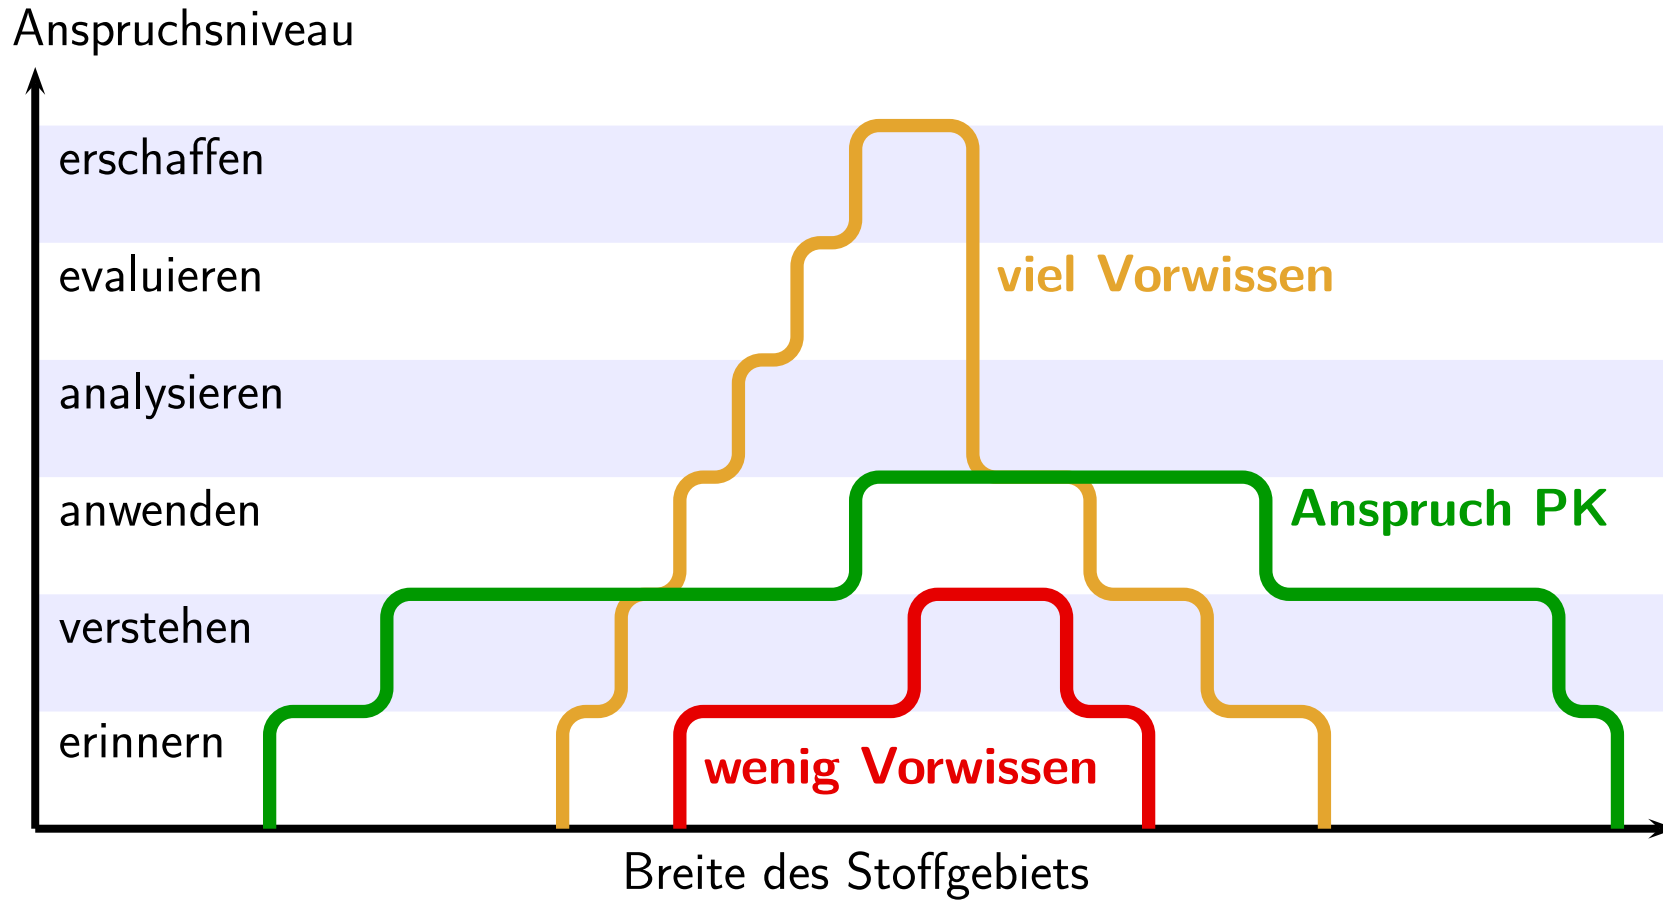 Anspruchsniveau
erschaffen
evaluieren
viel Vorwissen
analysieren
anwenden
Anspruch PK
verstehen
erinnern
wenig Vorwissen
Breite des Stoffgebiets